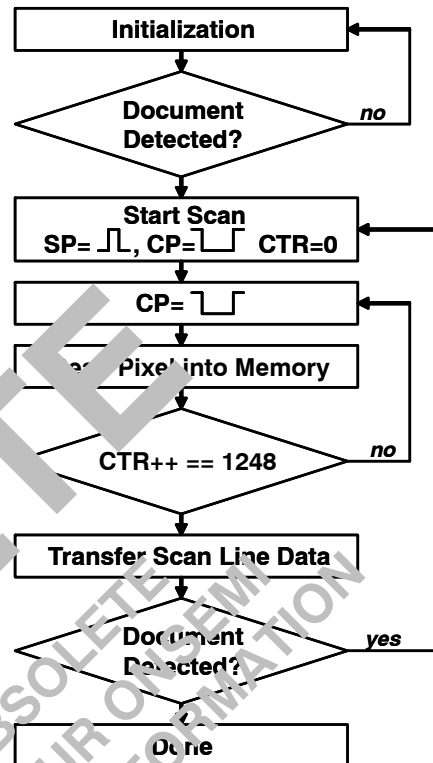 Initialization
Document
Detected?
no
Start Scan
SP= , CP= CTR=0
CP=
Pixel into Memory
CTR++ == 1248
no
Transfer Scan Line Data
Document
Detected?
yes
Done
OBSOLETE
OUR ONSEMI
INFORMATION